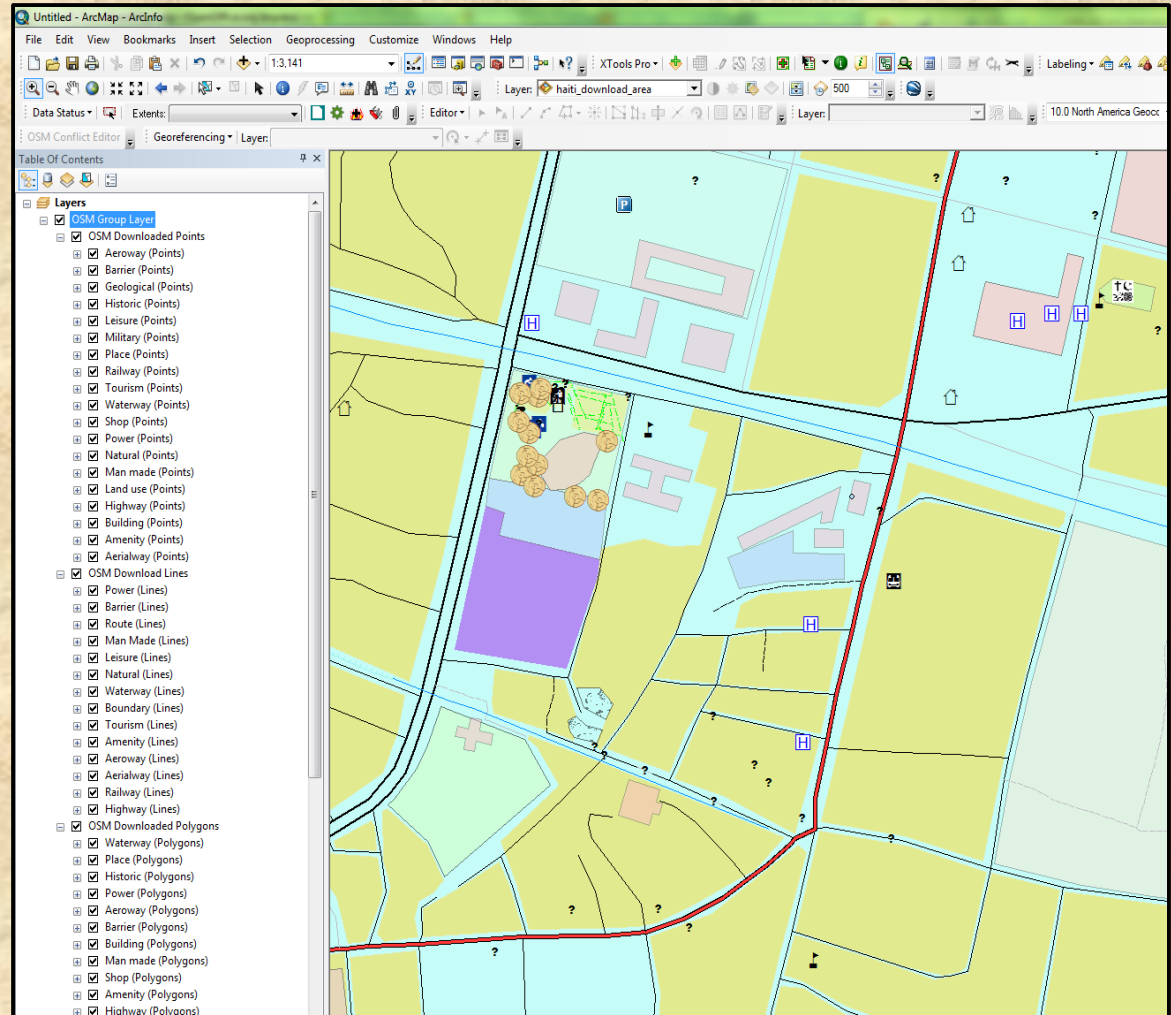 Untitled - ArcMap - ArcInfo
File Edit View Bookmarks Insert Selection Geoprocessing Customize Windows Help
1:3,141 XTools Pro Labeling
Layer: haiti_download_area 500
Data Status Extents: Editor Layer: 10.0 North America Geocc
OSM Conflict Editor Georeferencing Layer:
Table Of Contents
Layers
OSM Group Layer
OSM Downloaded Points
Aeroway (Points)
Barrier (Points)
Geological (Points)
Historic (Points)
Leisure (Points)
Military (Points)
Place (Points)
Railway (Points)
Tourism (Points)
Waterway (Points)
Shop (Points)
Power (Points)
Natural (Points)
Man made (Points)
Land use (Points)
Highway (Points)
Building (Points)
Amenity (Points)
Aerialway (Points)
OSM Download Lines
Power (Lines)
Barrier (Lines)
Route (Lines)
Man Made (Lines)
Leisure (Lines)
Natural (Lines)
Waterway (Lines)
Boundary (Lines)
Tourism (Lines)
Amenity (Lines)
Aeroway (Lines)
Aerialway (Lines)
Railway (Lines)
Highway (Lines)
OSM Downloaded Polygons
Waterway (Polygons)
Place (Polygons)
Historic (Polygons)
Power (Polygons)
Aeroway (Polygons)
Barrier (Polygons)
Building (Polygons)
Man made (Polygons)
Shop (Polygons)
Amenity (Polygons)
Highway (Polygons)
P
H
H H H
H
H